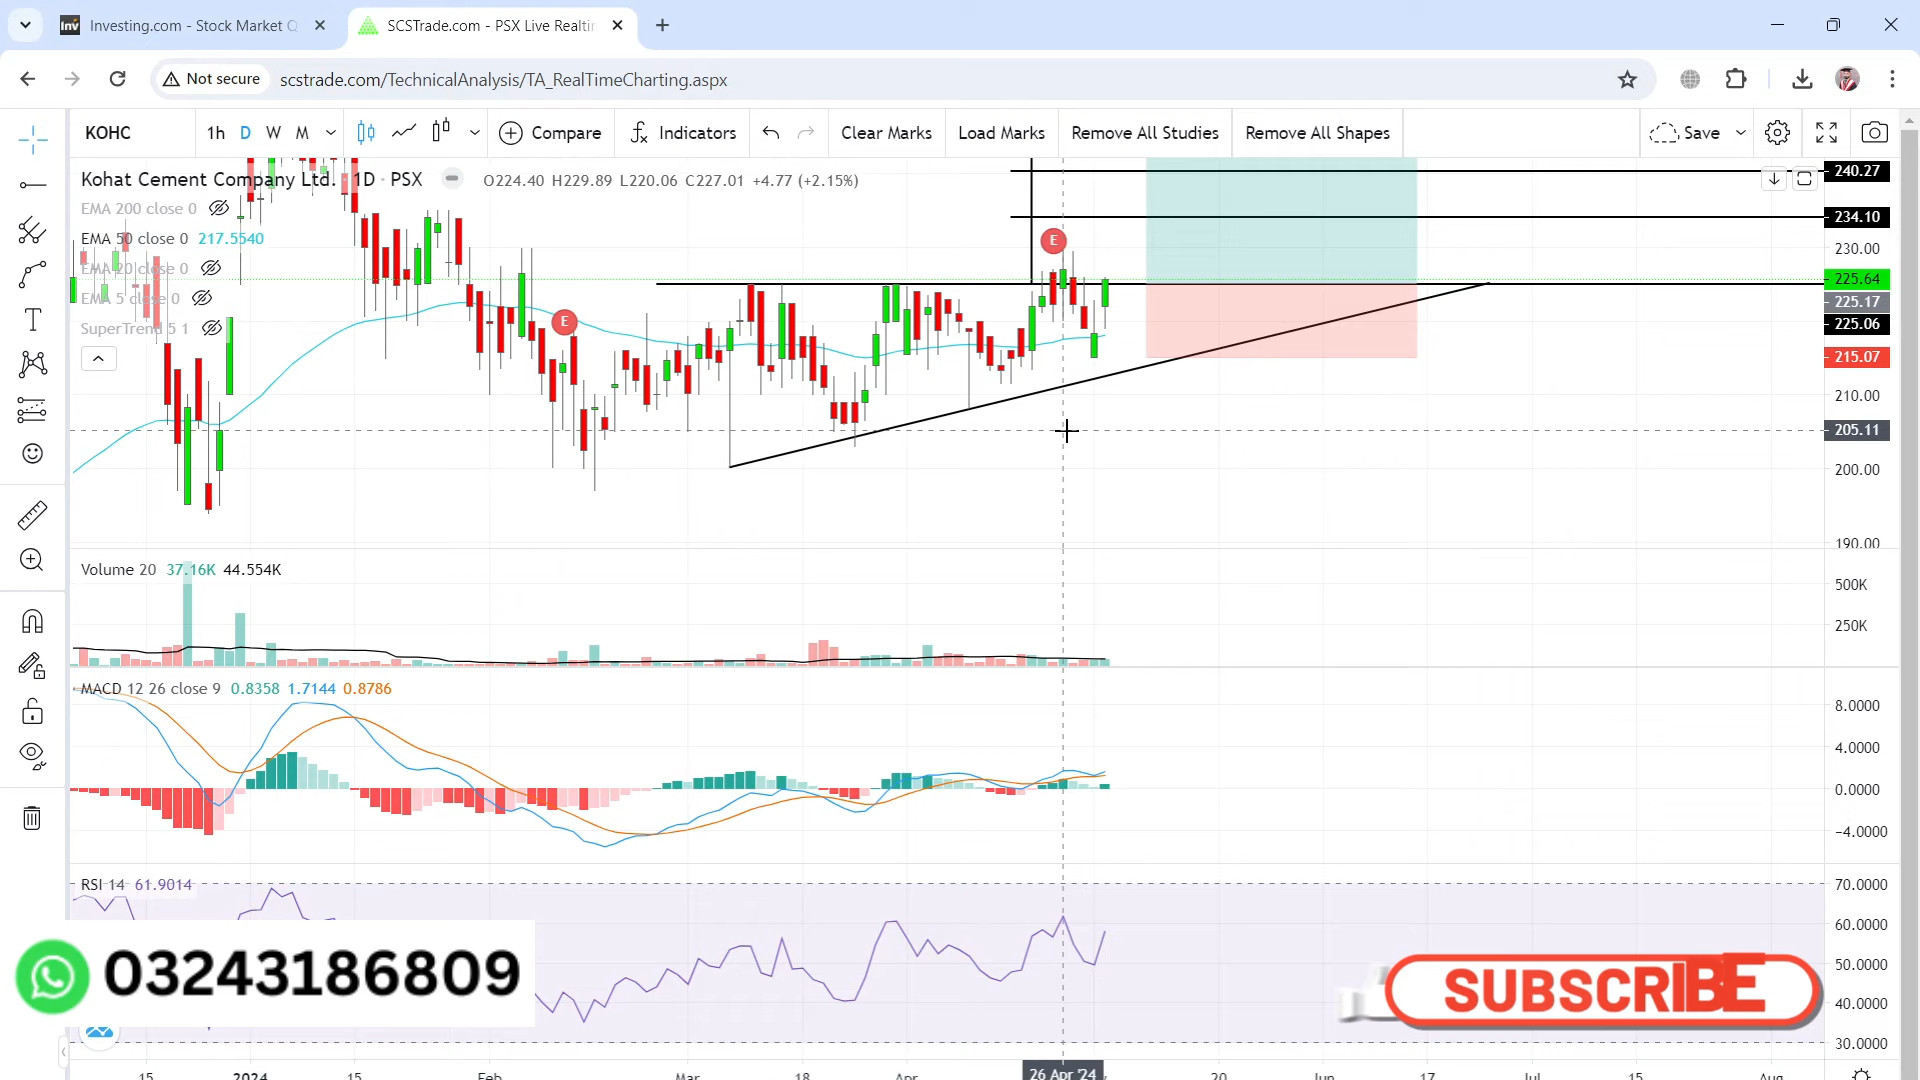 Investing.com - Stock Market Q
SCSTrade.com - PSX Live Realti
Not secure
scstrade.com/TechnicalAnalysis/TA_RealTimeCharting.aspx
KOHC
1h D W M
Compare
Indicators
Clear Marks
Load Marks
Remove All Studies
Remove All Shapes
Save
Kohat Cement Company Ltd. · 1D · PSX
O224.40 H229.89 L220.06 C227.01 +4.77 (+2.15%)
EMA 200 close 0
EMA 50 close 0 217.5540
EMA 20 close 0
EMA 5 close 0
SuperTrend 5 1
E
E
240.27
234.10
230.00
225.64
225.17
225.06
215.07
210.00
205.11
200.00
190.00
Volume 20 37.16K 44.554K
500K
250K
MACD 12 26 close 9 0.8358 1.7144 0.8786
8.0000
4.0000
0.0000
−4.0000
RSI 14 61.9014
70.0000
60.0000
50.0000
40.0000
30.0000
03243186809
SUBSCRIBE
15 2024 15 Feb Mar 18 Apr 26 Apr '24 20 Jun 17 Jul 15 Aug